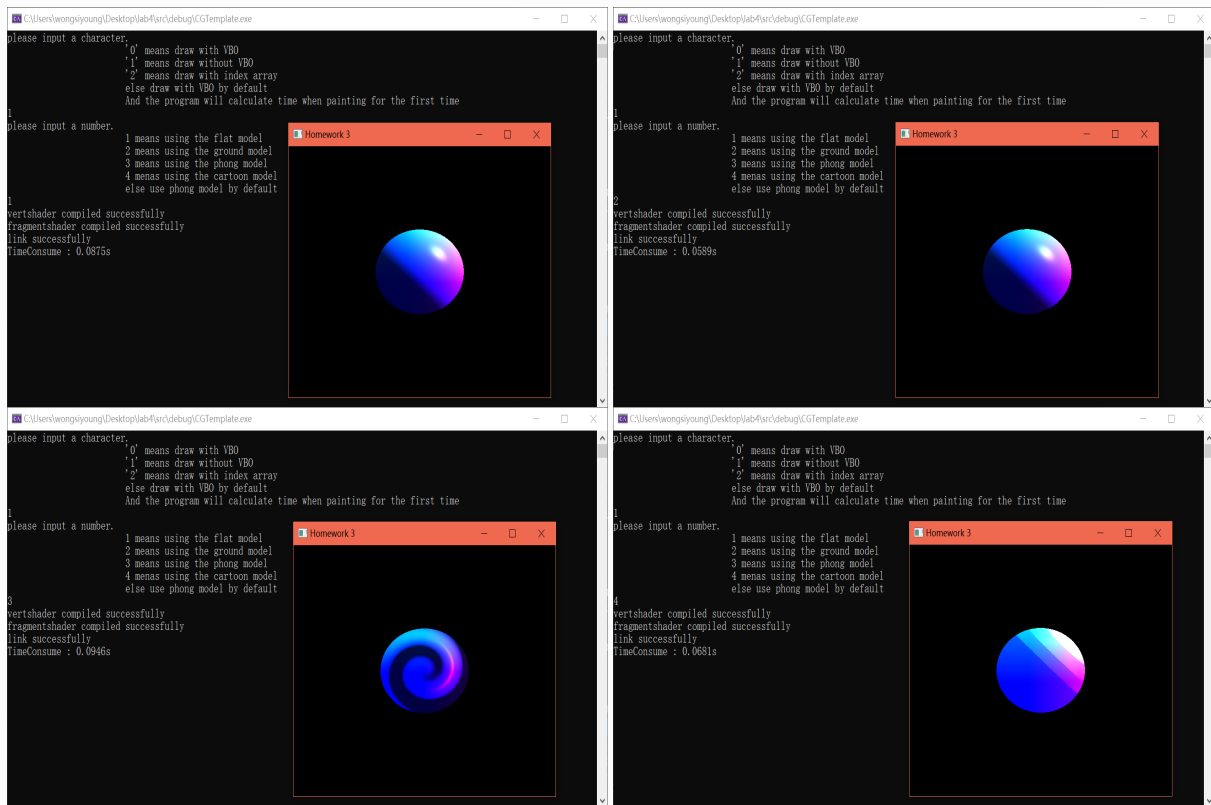 C:\Users\wongsiyoung\Desktop\lab4\src\debug\CGTemplate.exe
please input a character.
'0' means draw with VBO
'1' means draw without VBO
'2' means draw with index array
else draw with VBO by default
And the program will calculate time when painting for the first time
1
please input a number.
1 means using the flat model
2 means using the ground model
3 means using the phong model
4 menas using the cartoon model
else use phong model by default
1
vertshader compiled successfully
fragmentshader compiled successfully
link successfully
TimeConsume : 0.0875s
Homework 3
C:\Users\wongsiyoung\Desktop\lab4\src\debug\CGTemplate.exe
please input a character.
'0' means draw with VBO
'1' means draw without VBO
'2' means draw with index array
else draw with VBO by default
And the program will calculate time when painting for the first time
1
please input a number.
1 means using the flat model
2 means using the ground model
3 means using the phong model
4 menas using the cartoon model
else use phong model by default
2
vertshader compiled successfully
fragmentshader compiled successfully
link successfully
TimeConsume : 0.0589s
Homework 3
C:\Users\wongsiyoung\Desktop\lab4\src\debug\CGTemplate.exe
please input a character.
'0' means draw with VBO
'1' means draw without VBO
'2' means draw with index array
else draw with VBO by default
And the program will calculate time when painting for the first time
1
please input a number.
1 means using the flat model
2 means using the ground model
3 means using the phong model
4 menas using the cartoon model
else use phong model by default
3
vertshader compiled successfully
fragmentshader compiled successfully
link successfully
TimeConsume : 0.0946s
Homework 3
C:\Users\wongsiyoung\Desktop\lab4\src\debug\CGTemplate.exe
please input a character.
'0' means draw with VBO
'1' means draw without VBO
'2' means draw with index array
else draw with VBO by default
And the program will calculate time when painting for the first time
1
please input a number.
1 means using the flat model
2 means using the ground model
3 means using the phong model
4 menas using the cartoon model
else use phong model by default
4
vertshader compiled successfully
fragmentshader compiled successfully
link successfully
TimeConsume : 0.0681s
Homework 3